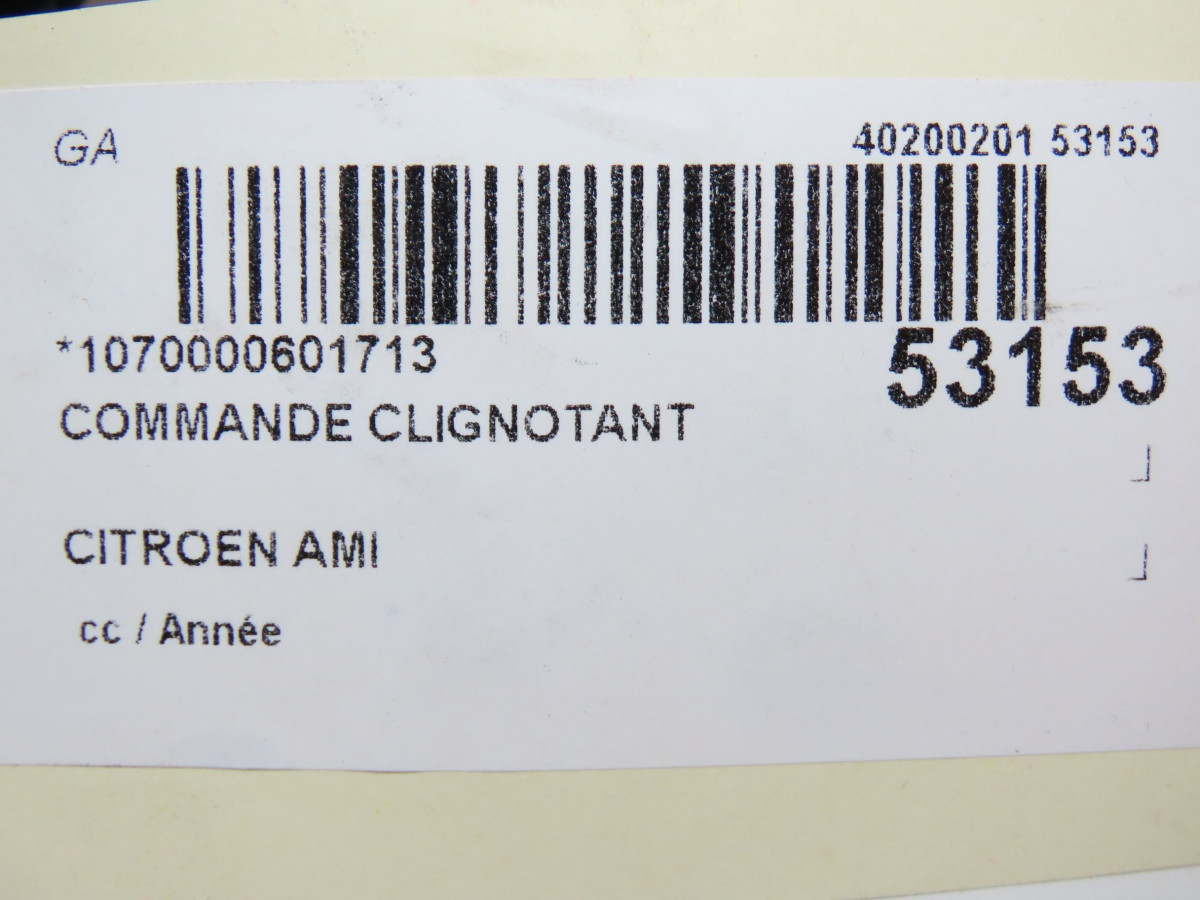 GA 40200201 53153
*1070000601713 53153
COMMANDE CLIGNOTANT
CITROEN AMI
cc / Année